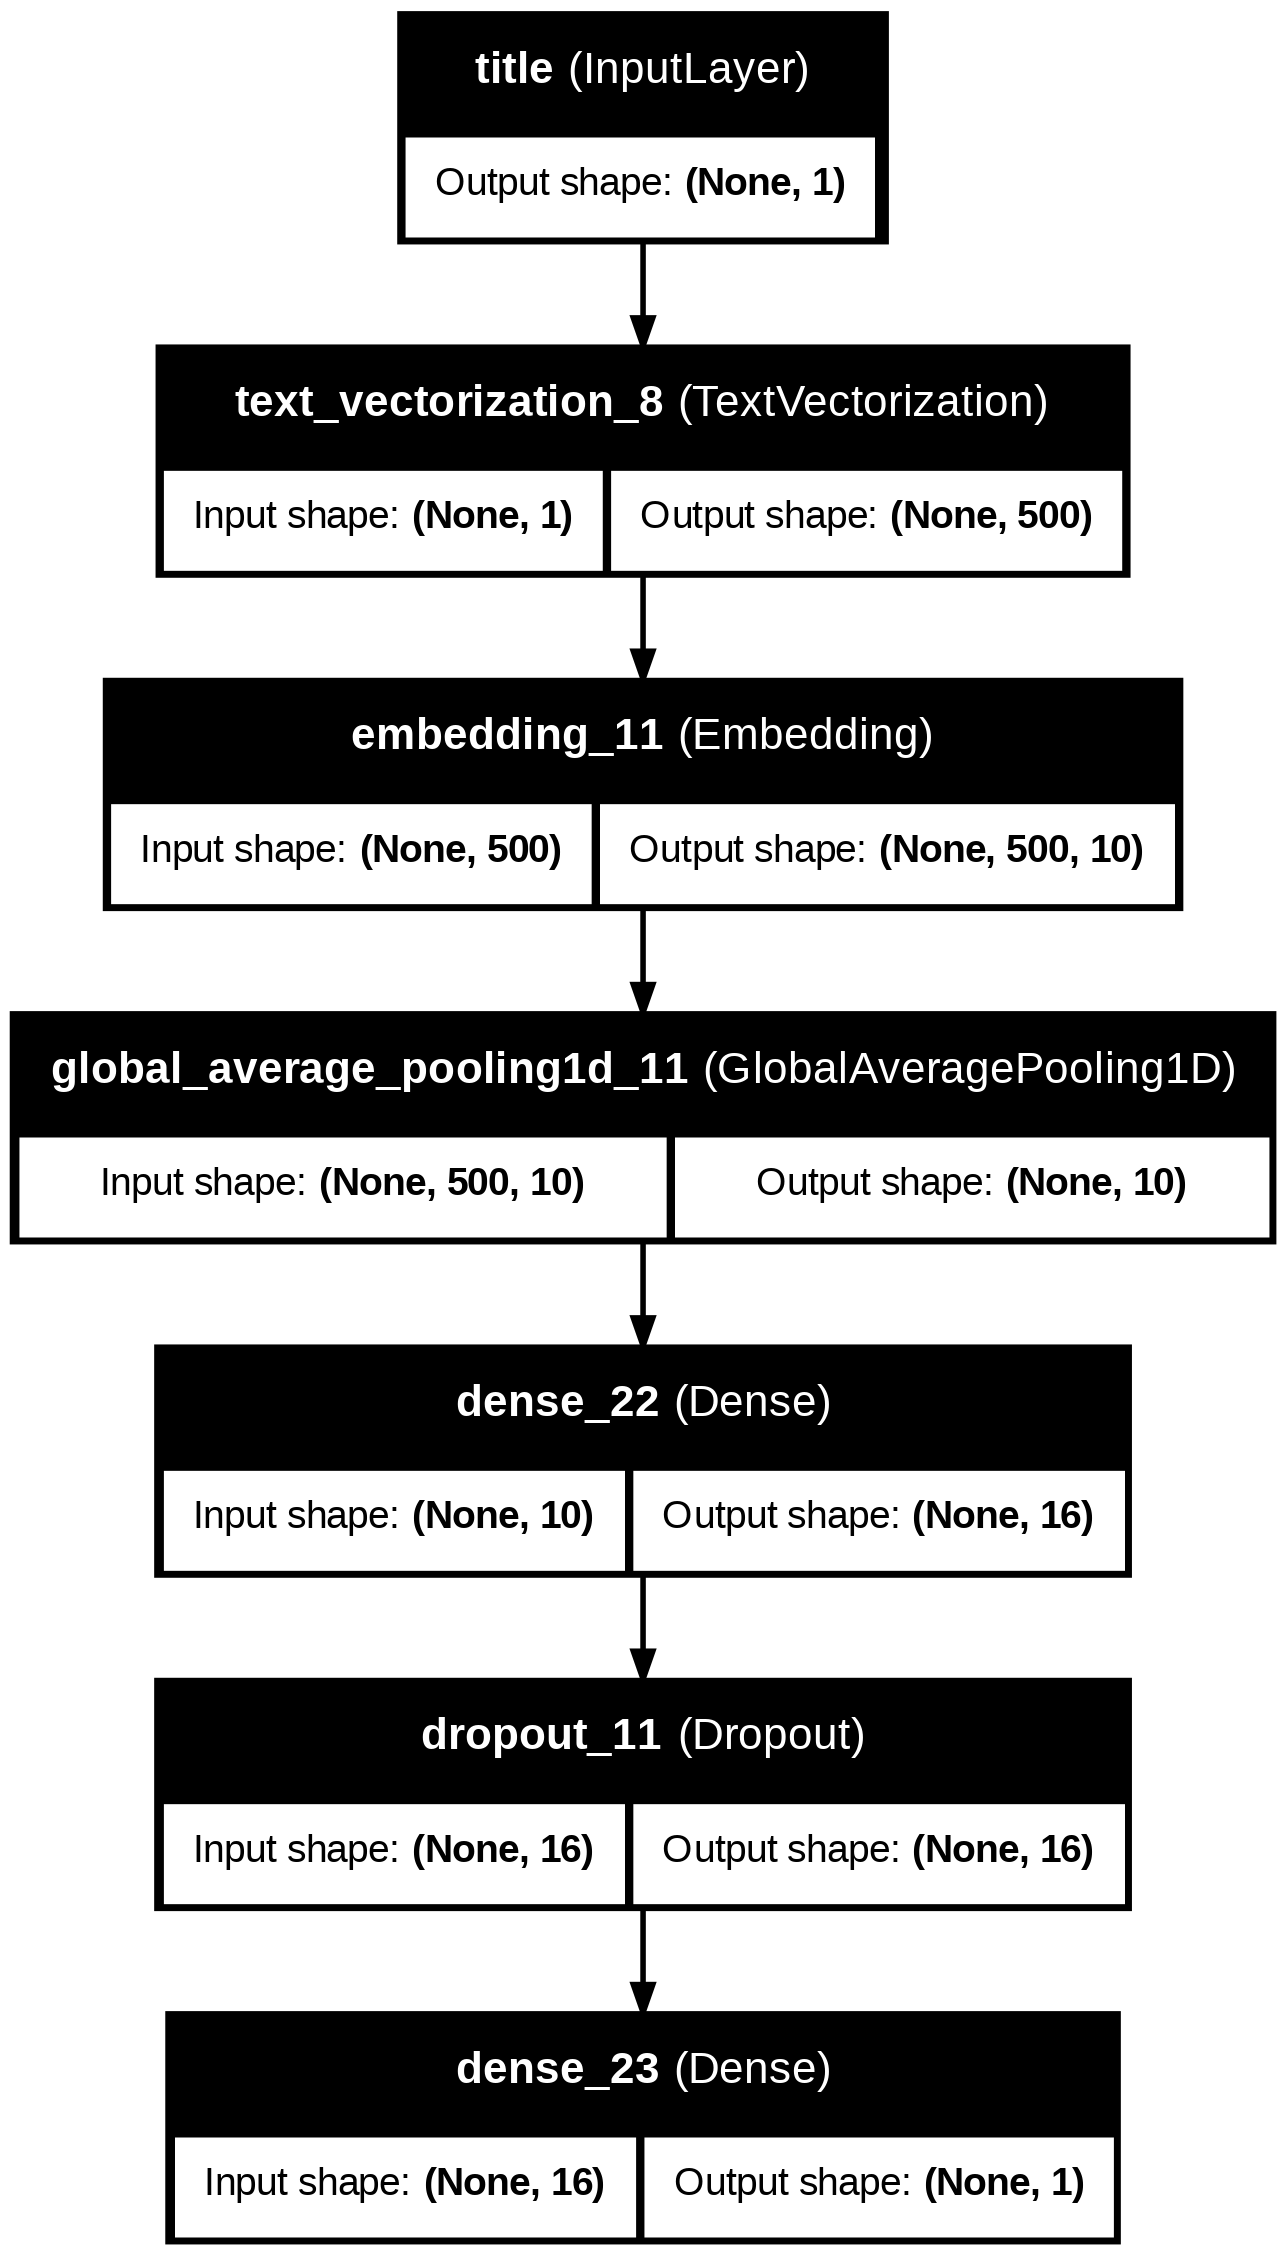 title (InputLayer)
Output shape: (None, 1)
text_vectorization_8 (TextVectorization)
Input shape: (None, 1) Output shape: (None, 500)
embedding_11 (Embedding)
Input shape: (None, 500) Output shape: (None, 500, 10)
global_average_pooling1d_11 (GlobalAveragePooling1D)
Input shape: (None, 500, 10) Output shape: (None, 10)
dense_22 (Dense)
Input shape: (None, 10) Output shape: (None, 16)
dropout_11 (Dropout)
Input shape: (None, 16) Output shape: (None, 16)
dense_23 (Dense)
Input shape: (None, 16) Output shape: (None, 1)